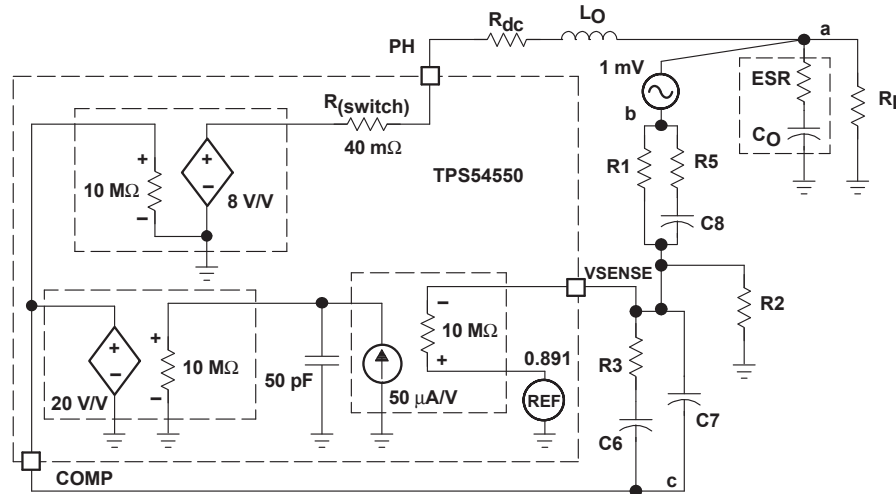 PH
Rdc
LO
a
1 mV
b
ESR
CO
R(switch)
40 mΩ
TPS54550
R1
R5
C8
10 MΩ
8 V/V
+
−
+
−
VSENSE
R2
+
−
20 V/V
+
10 MΩ
−
50 pF
50 μA/V
−
10 MΩ
+
0.891
REF
R3
C6
C7
COMP
c